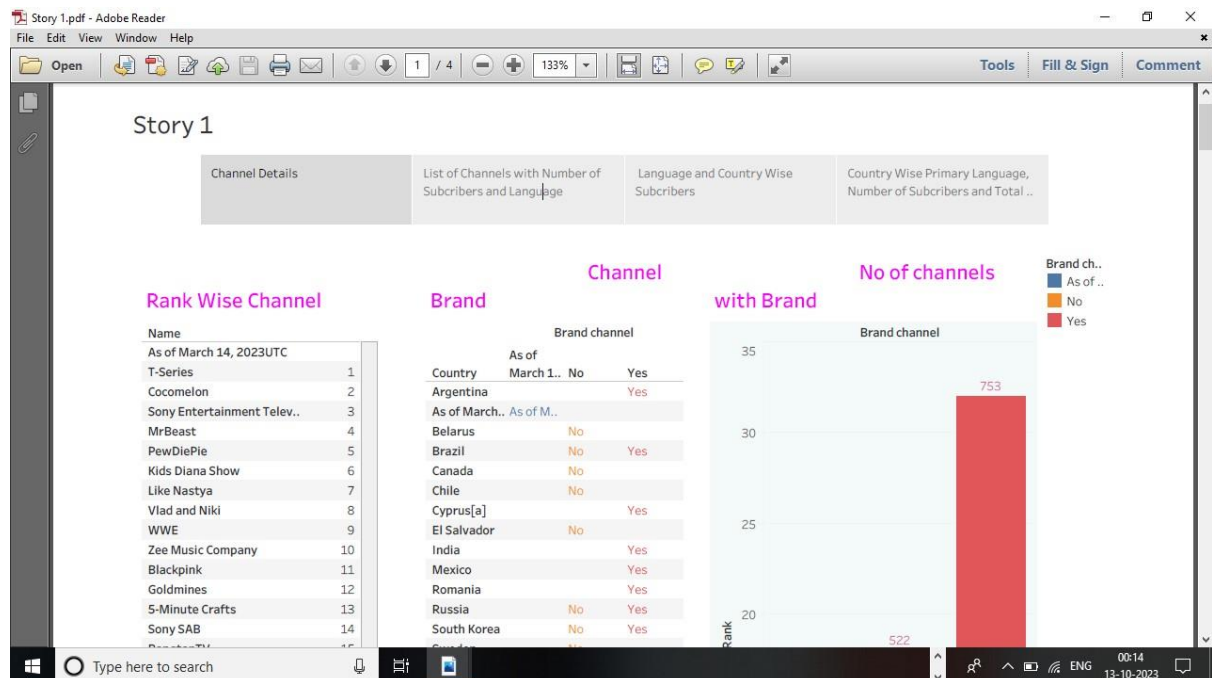 Story 1.pdf - Adobe Reader
File Edit View Window Help
Open 1 / 4 133% Tools Fill & Sign Comment
Story 1
Channel Details
List of Channels with Number of
Subcribers and Language
Language and Country Wise
Subcribers
Country Wise Primary Language,
Number of Subcribers and Total ..
Rank Wise Channel
Name
As of March 14, 2023UTC
T-Series 1
Cocomelon 2
Sony Entertainment Telev.. 3
MrBeast 4
PewDiePie 5
Kids Diana Show 6
Like Nastya 7
Vlad and Niki 8
WWE 9
Zee Music Company 10
Blackpink 11
Goldmines 12
5-Minute Crafts 13
Sony SAB 14
Channel
Brand
Brand channel
As of
Country March 1.. No Yes
Argentina Yes
As of March.. As of M..
Belarus No
Brazil No Yes
Canada No
Chile No
Cyprus[a] Yes
El Salvador No
India Yes
Mexico Yes
Romania Yes
Russia No Yes
South Korea No Yes
No of channels
with Brand
Brand channel
35
753
30
25
20
Rank
522
Brand ch..
As of ..
No
Yes
Type here to search
ENG
00:14
13-10-2023